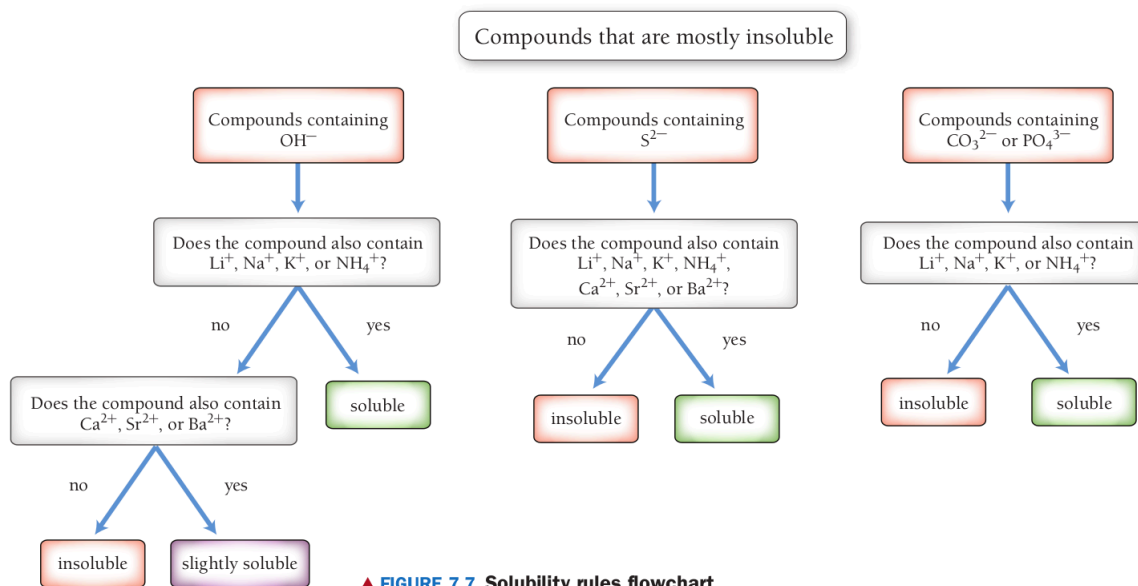 Compounds that are mostly insoluble
Compounds containing
OH⁻
Does the compound also contain
Li⁺, Na⁺, K⁺, or NH₄⁺?
no
yes
Does the compound also contain
Ca²⁺, Sr²⁺, or Ba²⁺?
soluble
no
yes
insoluble
slightly soluble
Compounds containing
S²⁻
Does the compound also contain
Li⁺, Na⁺, K⁺, NH₄⁺,
Ca²⁺, Sr²⁺, or Ba²⁺?
no
yes
insoluble
soluble
Compounds containing
CO₃²⁻ or PO₄³⁻
Does the compound also contain
Li⁺, Na⁺, K⁺, or NH₄⁺?
no
yes
insoluble
soluble
▲ FIGURE 7.7 Solubility rules flowchart